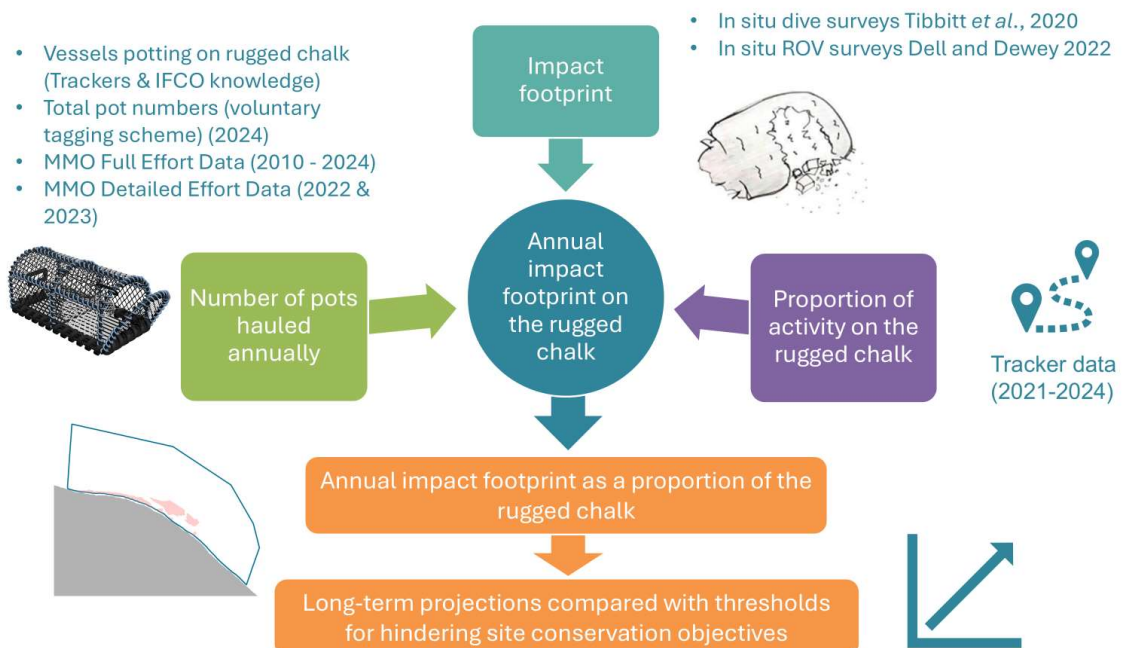 • Vessels potting on rugged chalk
(Trackers & IFCO knowledge)
• Total pot numbers (voluntary
tagging scheme) (2024)
• MMO Full Effort Data (2010 - 2024)
• MMO Detailed Effort Data (2022 &
2023)
Impact
footprint
• In situ dive surveys Tibbitt et al., 2020
• In situ ROV surveys Dell and Dewey 2022
Number of pots
hauled
annually
Annual
impact
footprint on
the rugged
chalk
Proportion of
activity on the
rugged chalk
Tracker data
(2021-2024)
Annual impact footprint as a proportion of the
rugged chalk
Long-term projections compared with thresholds
for hindering site conservation objectives